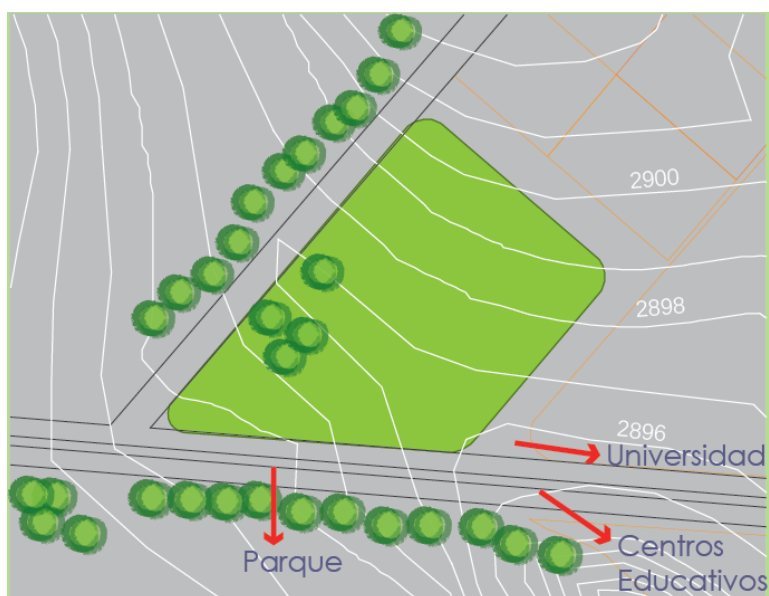 2900
2898
2896
Universidad
Parque
Centros
Educativos